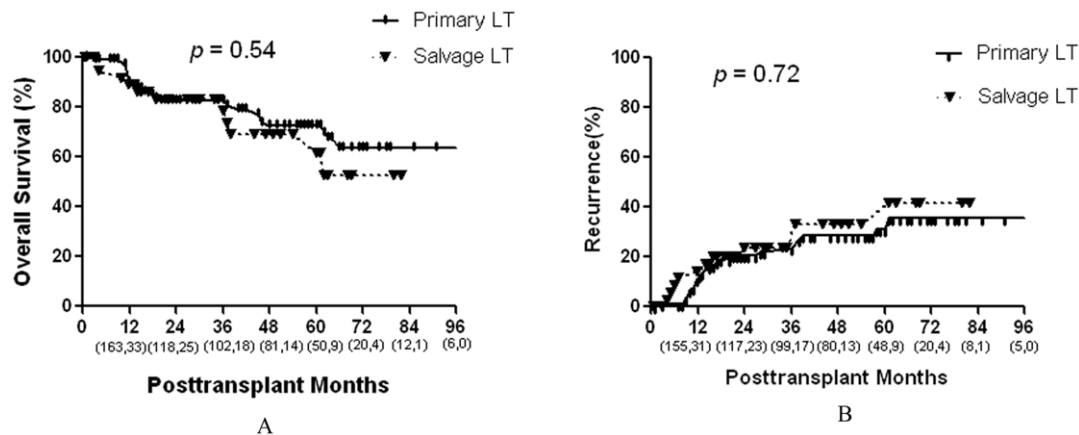 Primary LT
Salvage LT
p = 0.54
Overall Survival (%)
100
80
60
40
20
0
0 12 24 36 48 60 72 84 96
(163,33) (118,25) (102,18) (81,14) (50,9) (20,4) (12,1) (6,0)
Posttransplant Months
A
Primary LT
Salvage LT
p = 0.72
Recurrence(%)
100
80
60
40
20
0
0 12 24 36 48 60 72 84 96
(155,31) (117,23) (99,17) (80,13) (48,9) (20,4) (8,1) (5,0)
Posttransplant Months
B